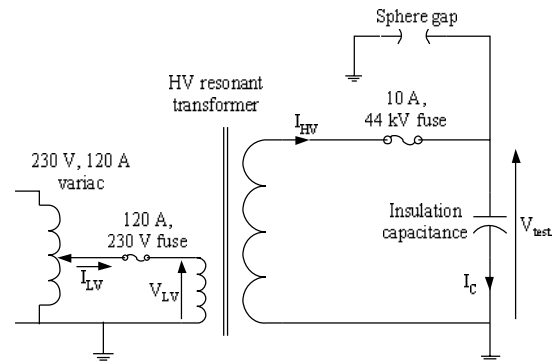 Sphere gap
HV resonant
transformer
10 A,
44 kV fuse
I_HV
230 V, 120 A
variac
120 A,
230 V fuse
Insulation
capacitance
V_test
I_LV
V_LV
I_C